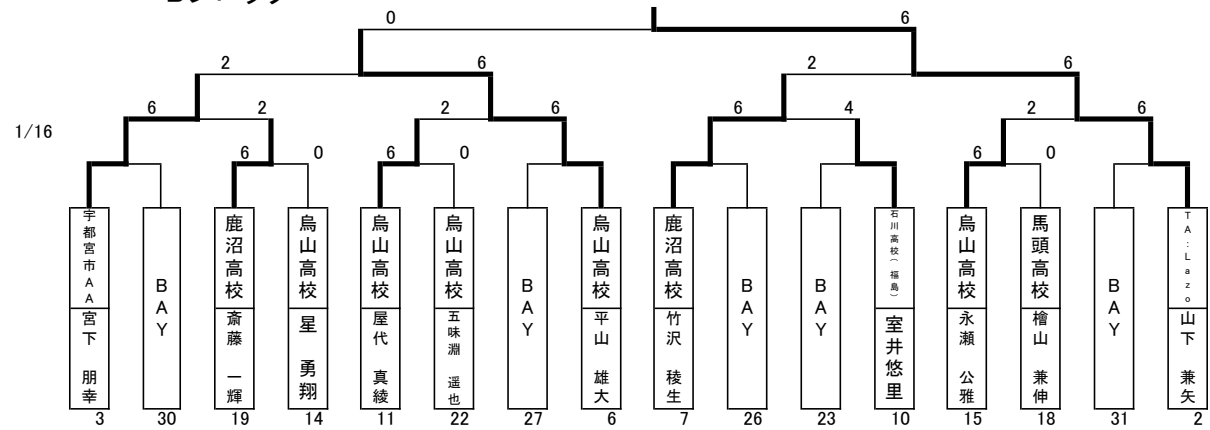 Bブロック
0 6
2 6 2 6
6 2 2 6 6 4 2 6
1/16
6 0 6 0 6 0
宇都宮市AA 宮下 朋幸
BAY
鹿沼高校 斎藤 一輝
烏山高校 星 勇翔
烏山高校 屋代 真綾
烏山高校 五味淵 遥也
BAY
烏山高校 平山 雄大
鹿沼高校 竹沢 稜生
BAY
BAY
石川高校(福島) 室井悠里
烏山高校 永瀬 公雅
馬頭高校 檜山 兼伸
BAY
TA:Lazo 山下 兼矢
3 30 19 14 11 22 27 6 7 26 23 10 15 18 31 2